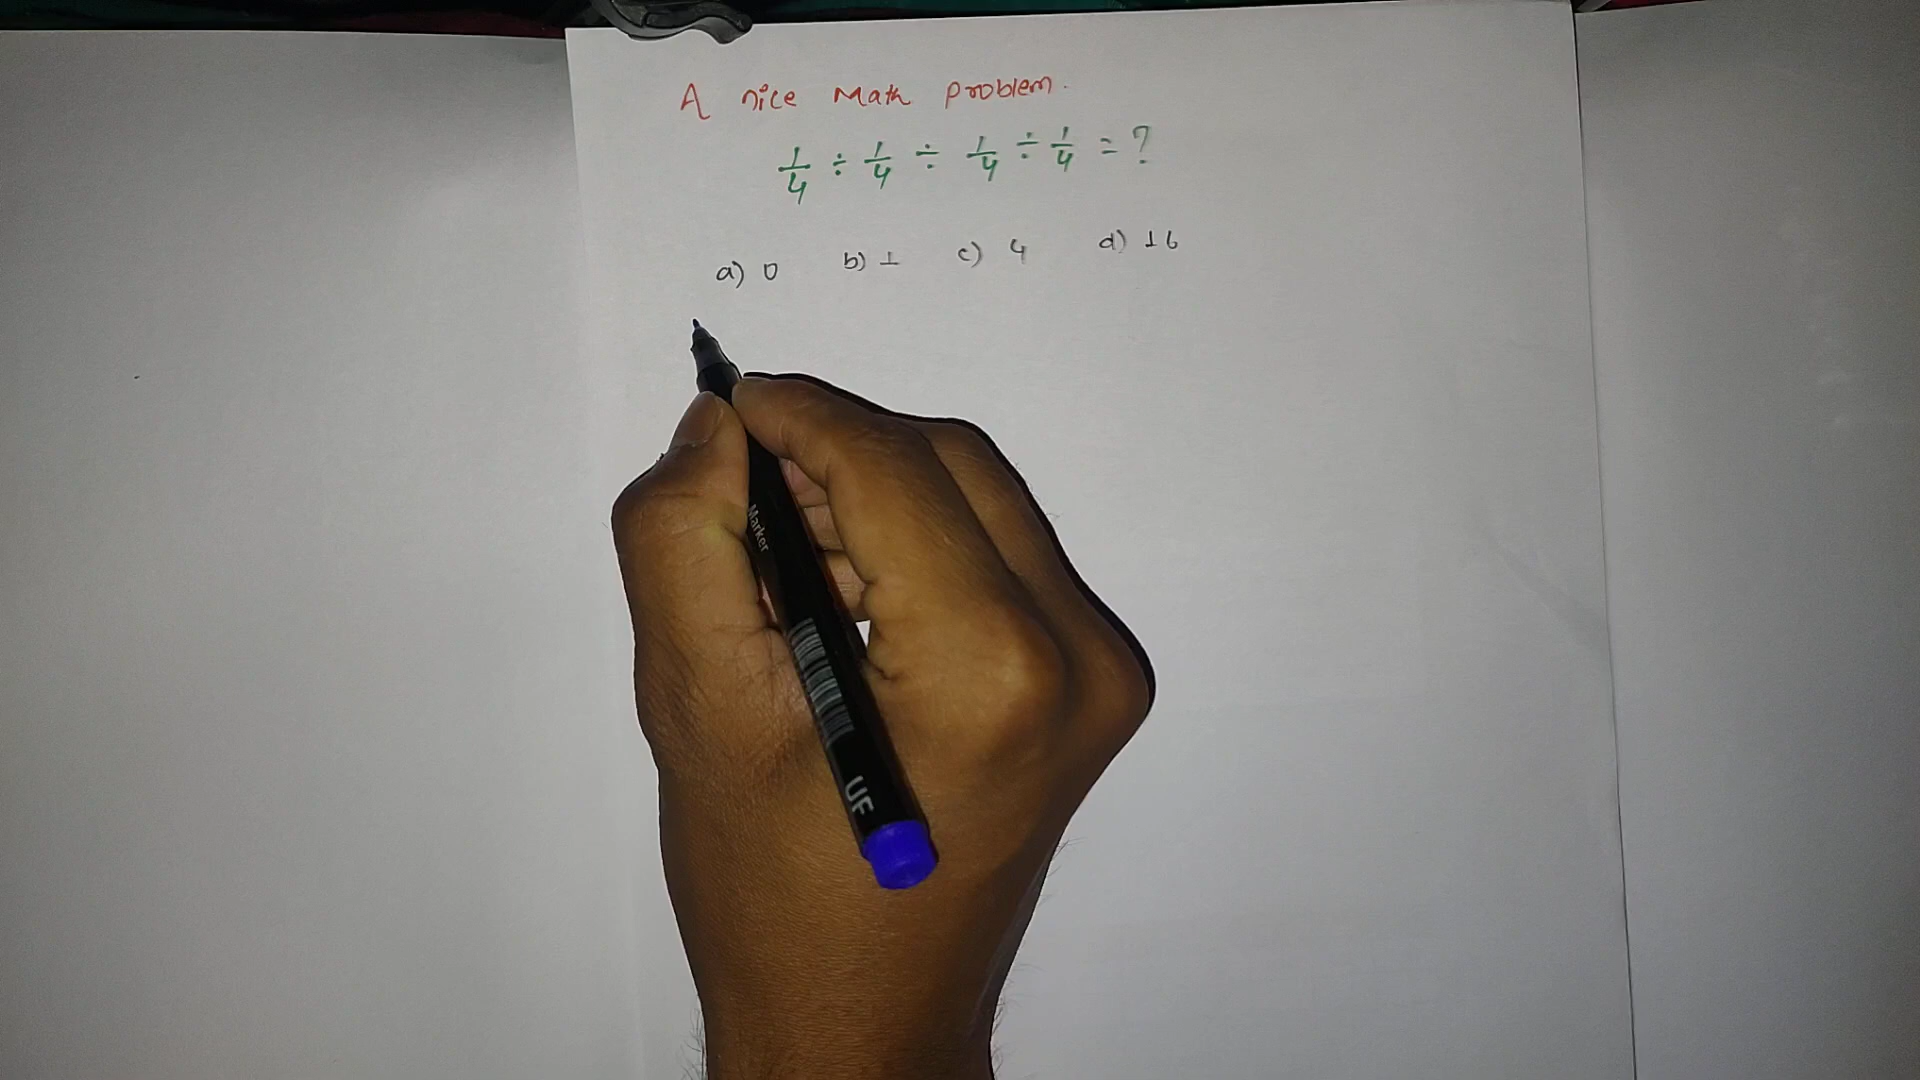 A nice Math problem.
1/4 ÷ 1/4 ÷ 1/4 ÷ 1/4 = ?
a) 0 b) 1 c) 4 d) 16
Marker
UF